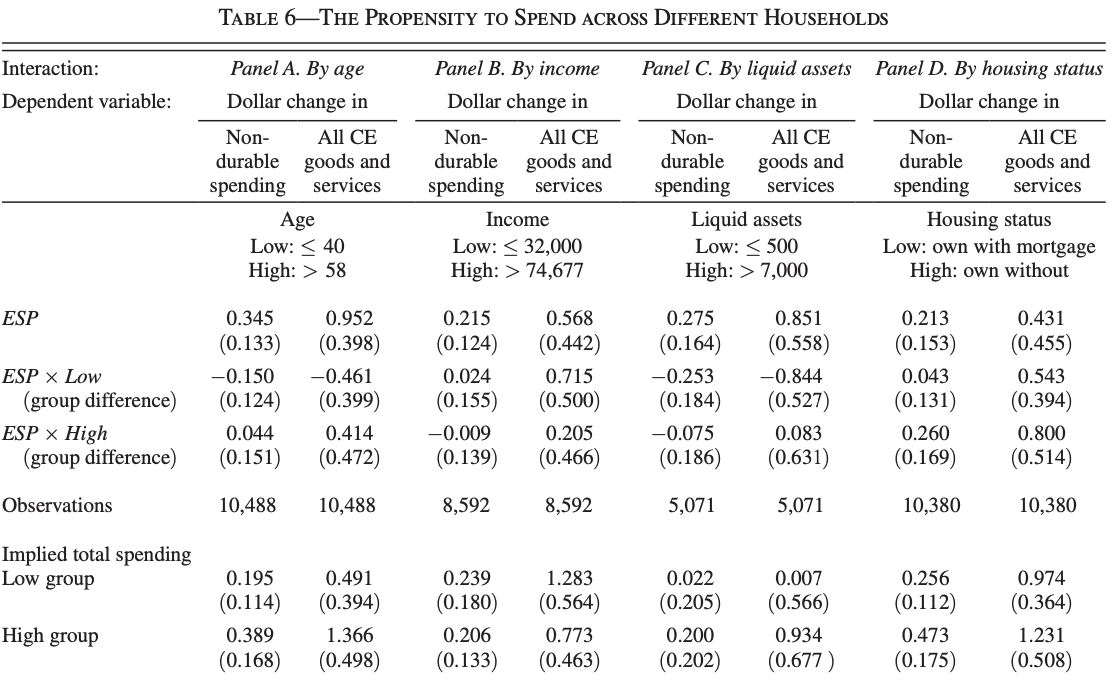 TABLE 6—THE PROPENSITY TO SPEND ACROSS DIFFERENT HOUSEHOLDS
Interaction: Panel A. By age Panel B. By income Panel C. By liquid assets Panel D. By housing status
Dependent variable: Dollar change in Dollar change in Dollar change in Dollar change in
Non- All CE Non- All CE Non- All CE Non- All CE
durable goods and durable goods and durable goods and durable goods and
spending services spending services spending services spending services
Age Income Liquid assets Housing status
Low: ≤ 40 Low: ≤ 32,000 Low: ≤ 500 Low: own with mortgage
High: > 58 High: > 74,677 High: > 7,000 High: own without
ESP 0.345 0.952 0.215 0.568 0.275 0.851 0.213 0.431
(0.133) (0.398) (0.124) (0.442) (0.164) (0.558) (0.153) (0.455)
ESP × Low −0.150 −0.461 0.024 0.715 −0.253 −0.844 0.043 0.543
(group difference) (0.124) (0.399) (0.155) (0.500) (0.184) (0.527) (0.131) (0.394)
ESP × High 0.044 0.414 −0.009 0.205 −0.075 0.083 0.260 0.800
(group difference) (0.151) (0.472) (0.139) (0.466) (0.186) (0.631) (0.169) (0.514)
Observations 10,488 10,488 8,592 8,592 5,071 5,071 10,380 10,380
Implied total spending
Low group 0.195 0.491 0.239 1.283 0.022 0.007 0.256 0.974
(0.114) (0.394) (0.180) (0.564) (0.205) (0.566) (0.112) (0.364)
High group 0.389 1.366 0.206 0.773 0.200 0.934 0.473 1.231
(0.168) (0.498) (0.133) (0.463) (0.202) (0.677 ) (0.175) (0.508)